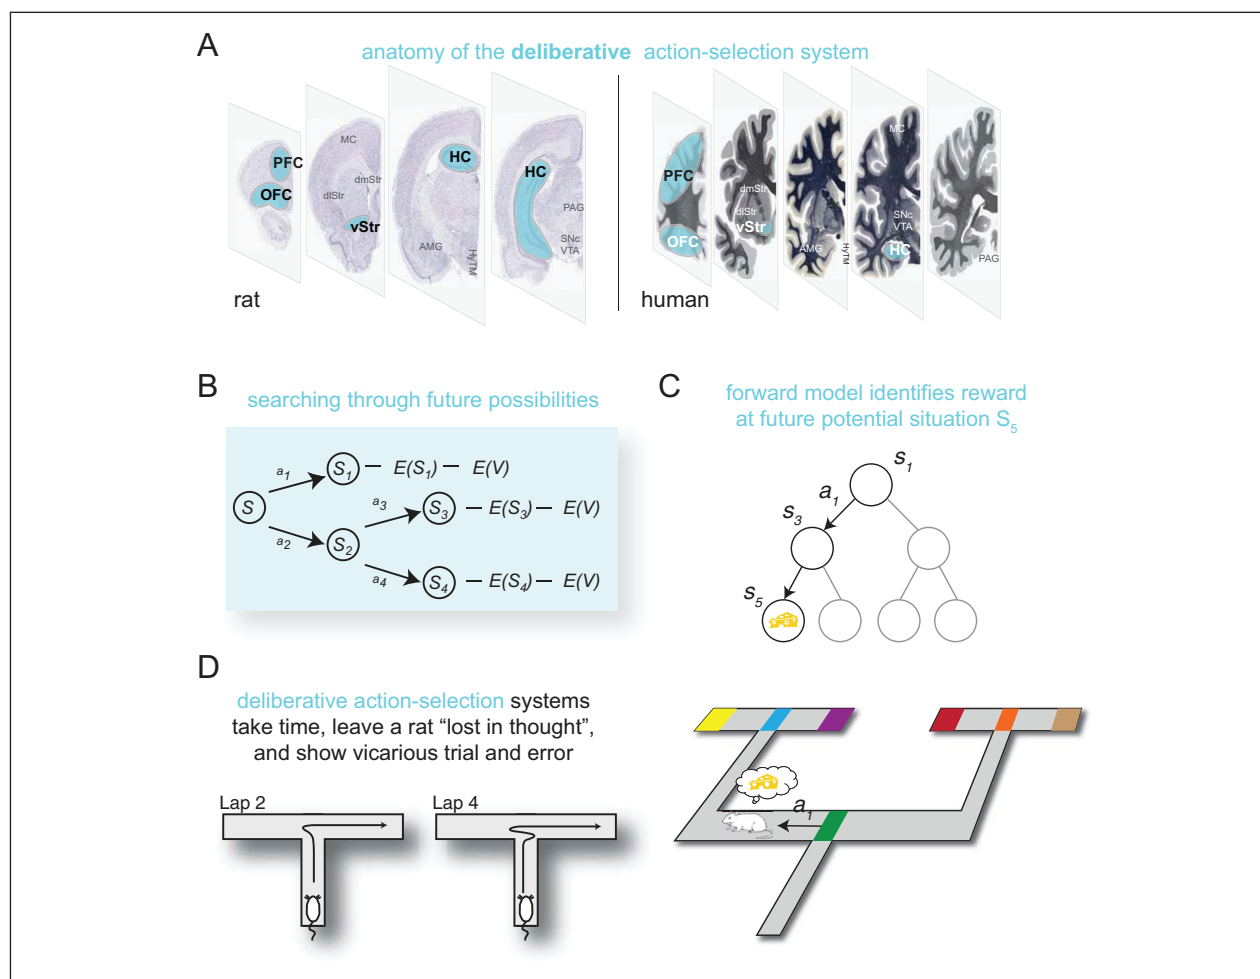 A
anatomy of the deliberative action-selection system
PFC
OFC
MC
dmStr
dlStr
vStr
HC
AMG
HyTM
HC
PAG
SNc
VTA
rat
PFC
OFC
dmStr
dlStr
vStr
AMG
HyTM
MC
SNc
VTA
HC
PAG
human
B
searching through future possibilities
S
a1
a2
S1 — E(S1) — E(V)
S2
a3
a4
S3 — E(S3) — E(V)
S4 — E(S4) — E(V)
C
forward model identifies reward
at future potential situation S5
s1
a1
s3
s5
D
deliberative action-selection systems
take time, leave a rat “lost in thought”,
and show vicarious trial and error
Lap 2
Lap 4
a1